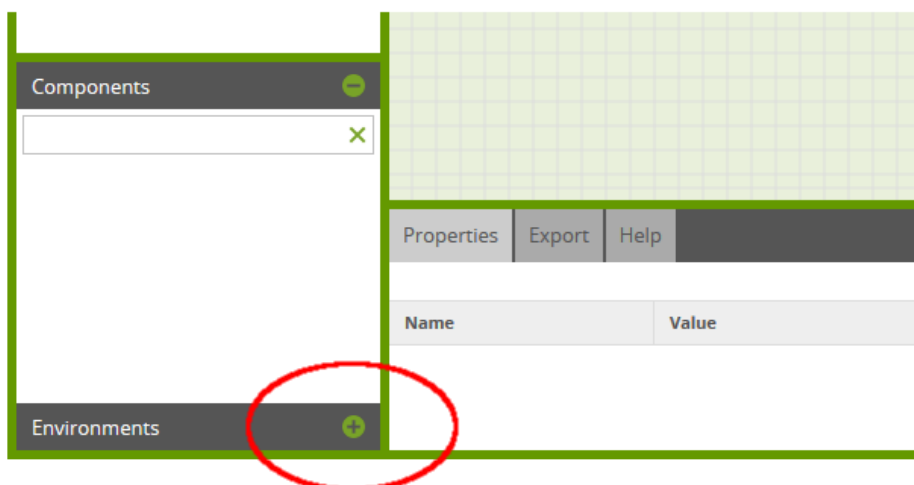 Components
Properties
Export
Help
Name
Value
Environments